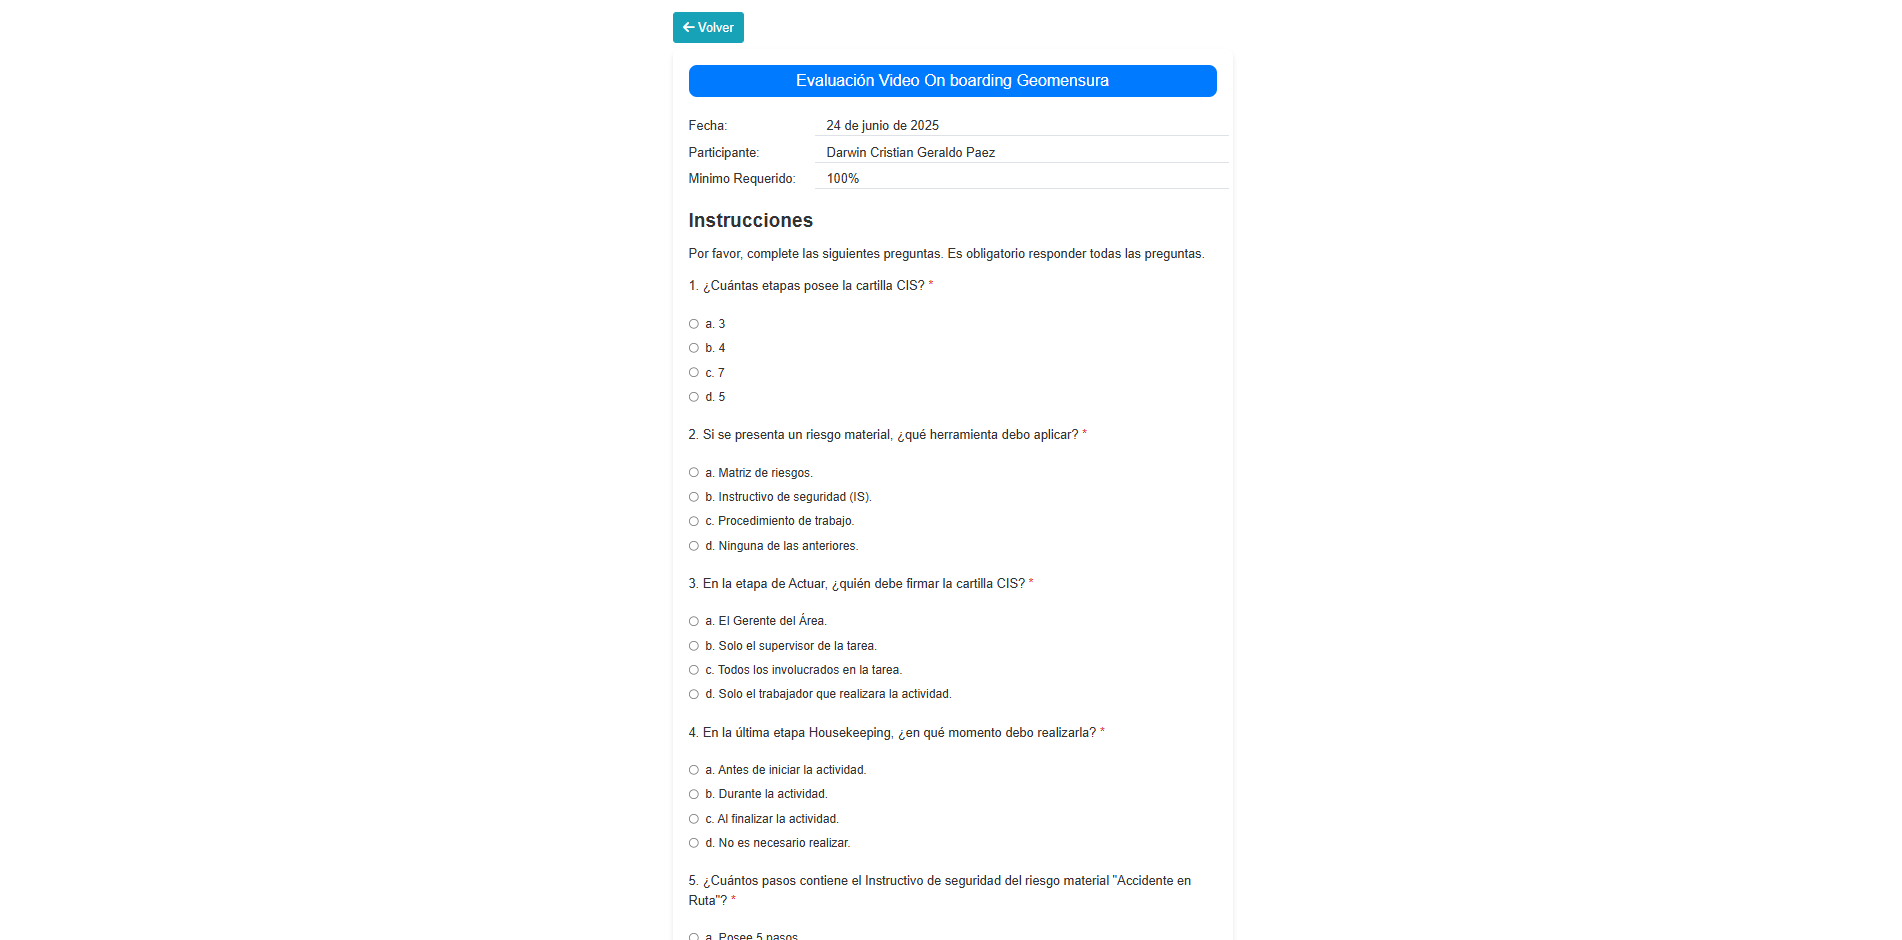 Volver
Evaluación Video On boarding Geomensura
Fecha: 24 de junio de 2025
Participante: Darwin Cristian Geraldo Paez
Minimo Requerido: 100%
Instrucciones
Por favor, complete las siguientes preguntas. Es obligatorio responder todas las preguntas.
1. ¿Cuántas etapas posee la cartilla CIS? *
a. 3
b. 4
c. 7
d. 5
2. Si se presenta un riesgo material, ¿qué herramienta debo aplicar? *
a. Matriz de riesgos.
b. Instructivo de seguridad (IS).
c. Procedimiento de trabajo.
d. Ninguna de las anteriores.
3. En la etapa de Actuar, ¿quién debe firmar la cartilla CIS? *
a. El Gerente del Área.
b. Solo el supervisor de la tarea.
c. Todos los involucrados en la tarea.
d. Solo el trabajador que realizara la actividad.
4. En la última etapa Housekeeping, ¿en qué momento debo realizarla? *
a. Antes de iniciar la actividad.
b. Durante la actividad.
c. Al finalizar la actividad.
d. No es necesario realizar.
5. ¿Cuántos pasos contiene el Instructivo de seguridad del riesgo material "Accidente en
Ruta"? *
a. Posee 5 pasos